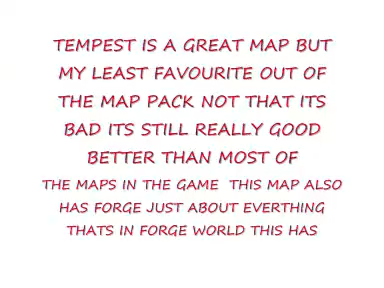 TEMPEST IS A GREAT MAP BUT
MY LEAST FAVOURITE OUT OF
THE MAP PACK NOT THAT ITS
BAD ITS STILL REALLY GOOD
BETTER THAN MOST OF
THE MAPS IN THE GAME THIS MAP ALSO
HAS FORGE JUST ABOUT EVERTHING
THATS IN FORGE WORLD THIS HAS